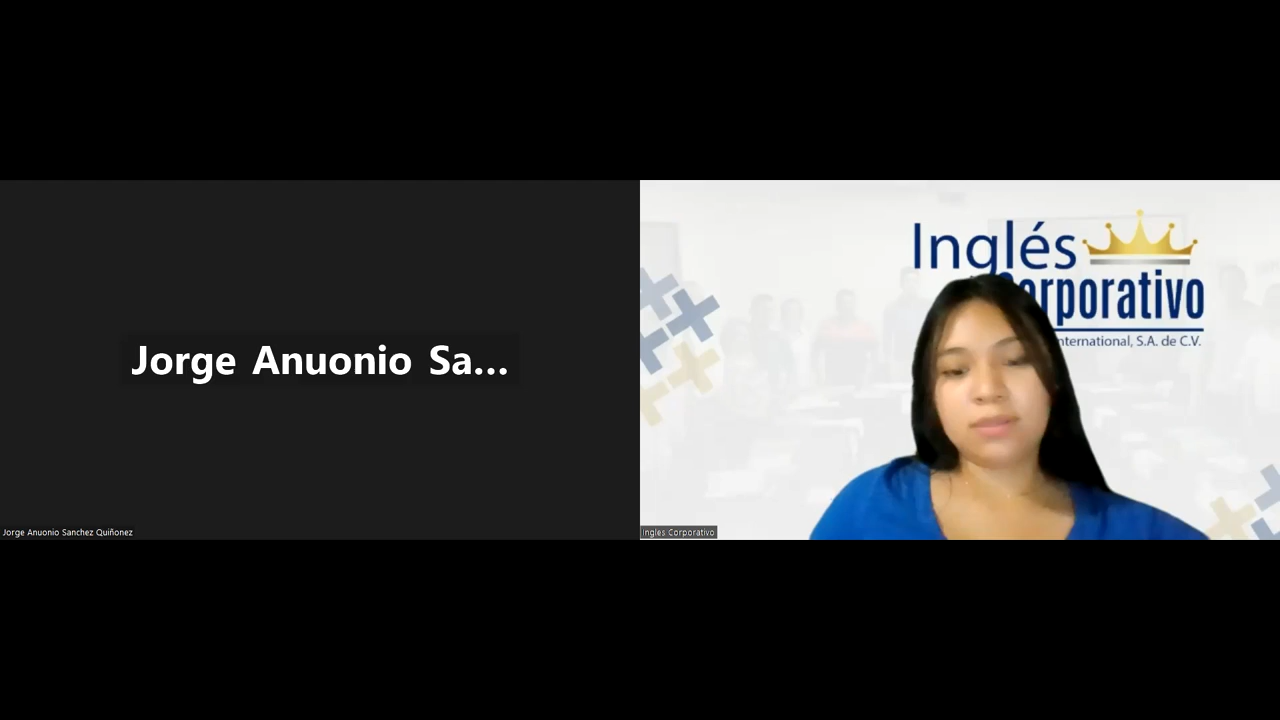 Jorge Anuonio Sa...
Jorge Anuonio Sanchez Quiñonez
Inglés
Corporativo
International, S.A. de C.V.
Ingles Corporativo